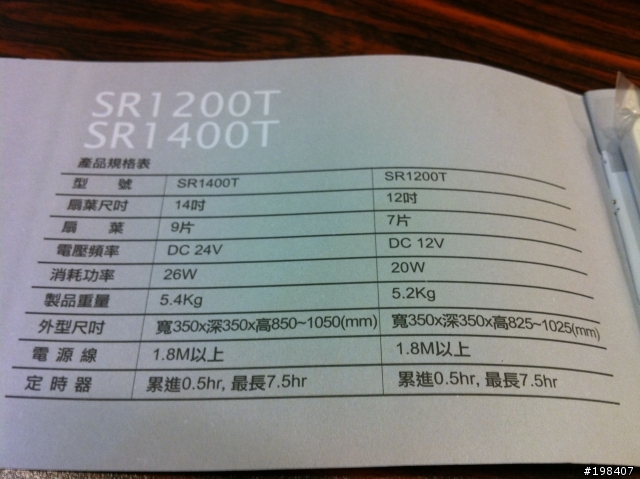 SR1200T
SR1400T
產品規格表
型 號 SR1400T SR1200T
扇葉尺吋 14吋 12吋
扇 葉 9片 7片
電壓頻率 DC 24V DC 12V
消耗功率 26W 20W
製品重量 5.4Kg 5.2Kg
外型尺吋 寬350x深350x高850~1050(mm) 寬350x深350x高825~1025(mm)
電源線 1.8M以上 1.8M以上
定時器 累進0.5hr, 最長7.5hr 累進0.5hr, 最長7.5hr
#198407